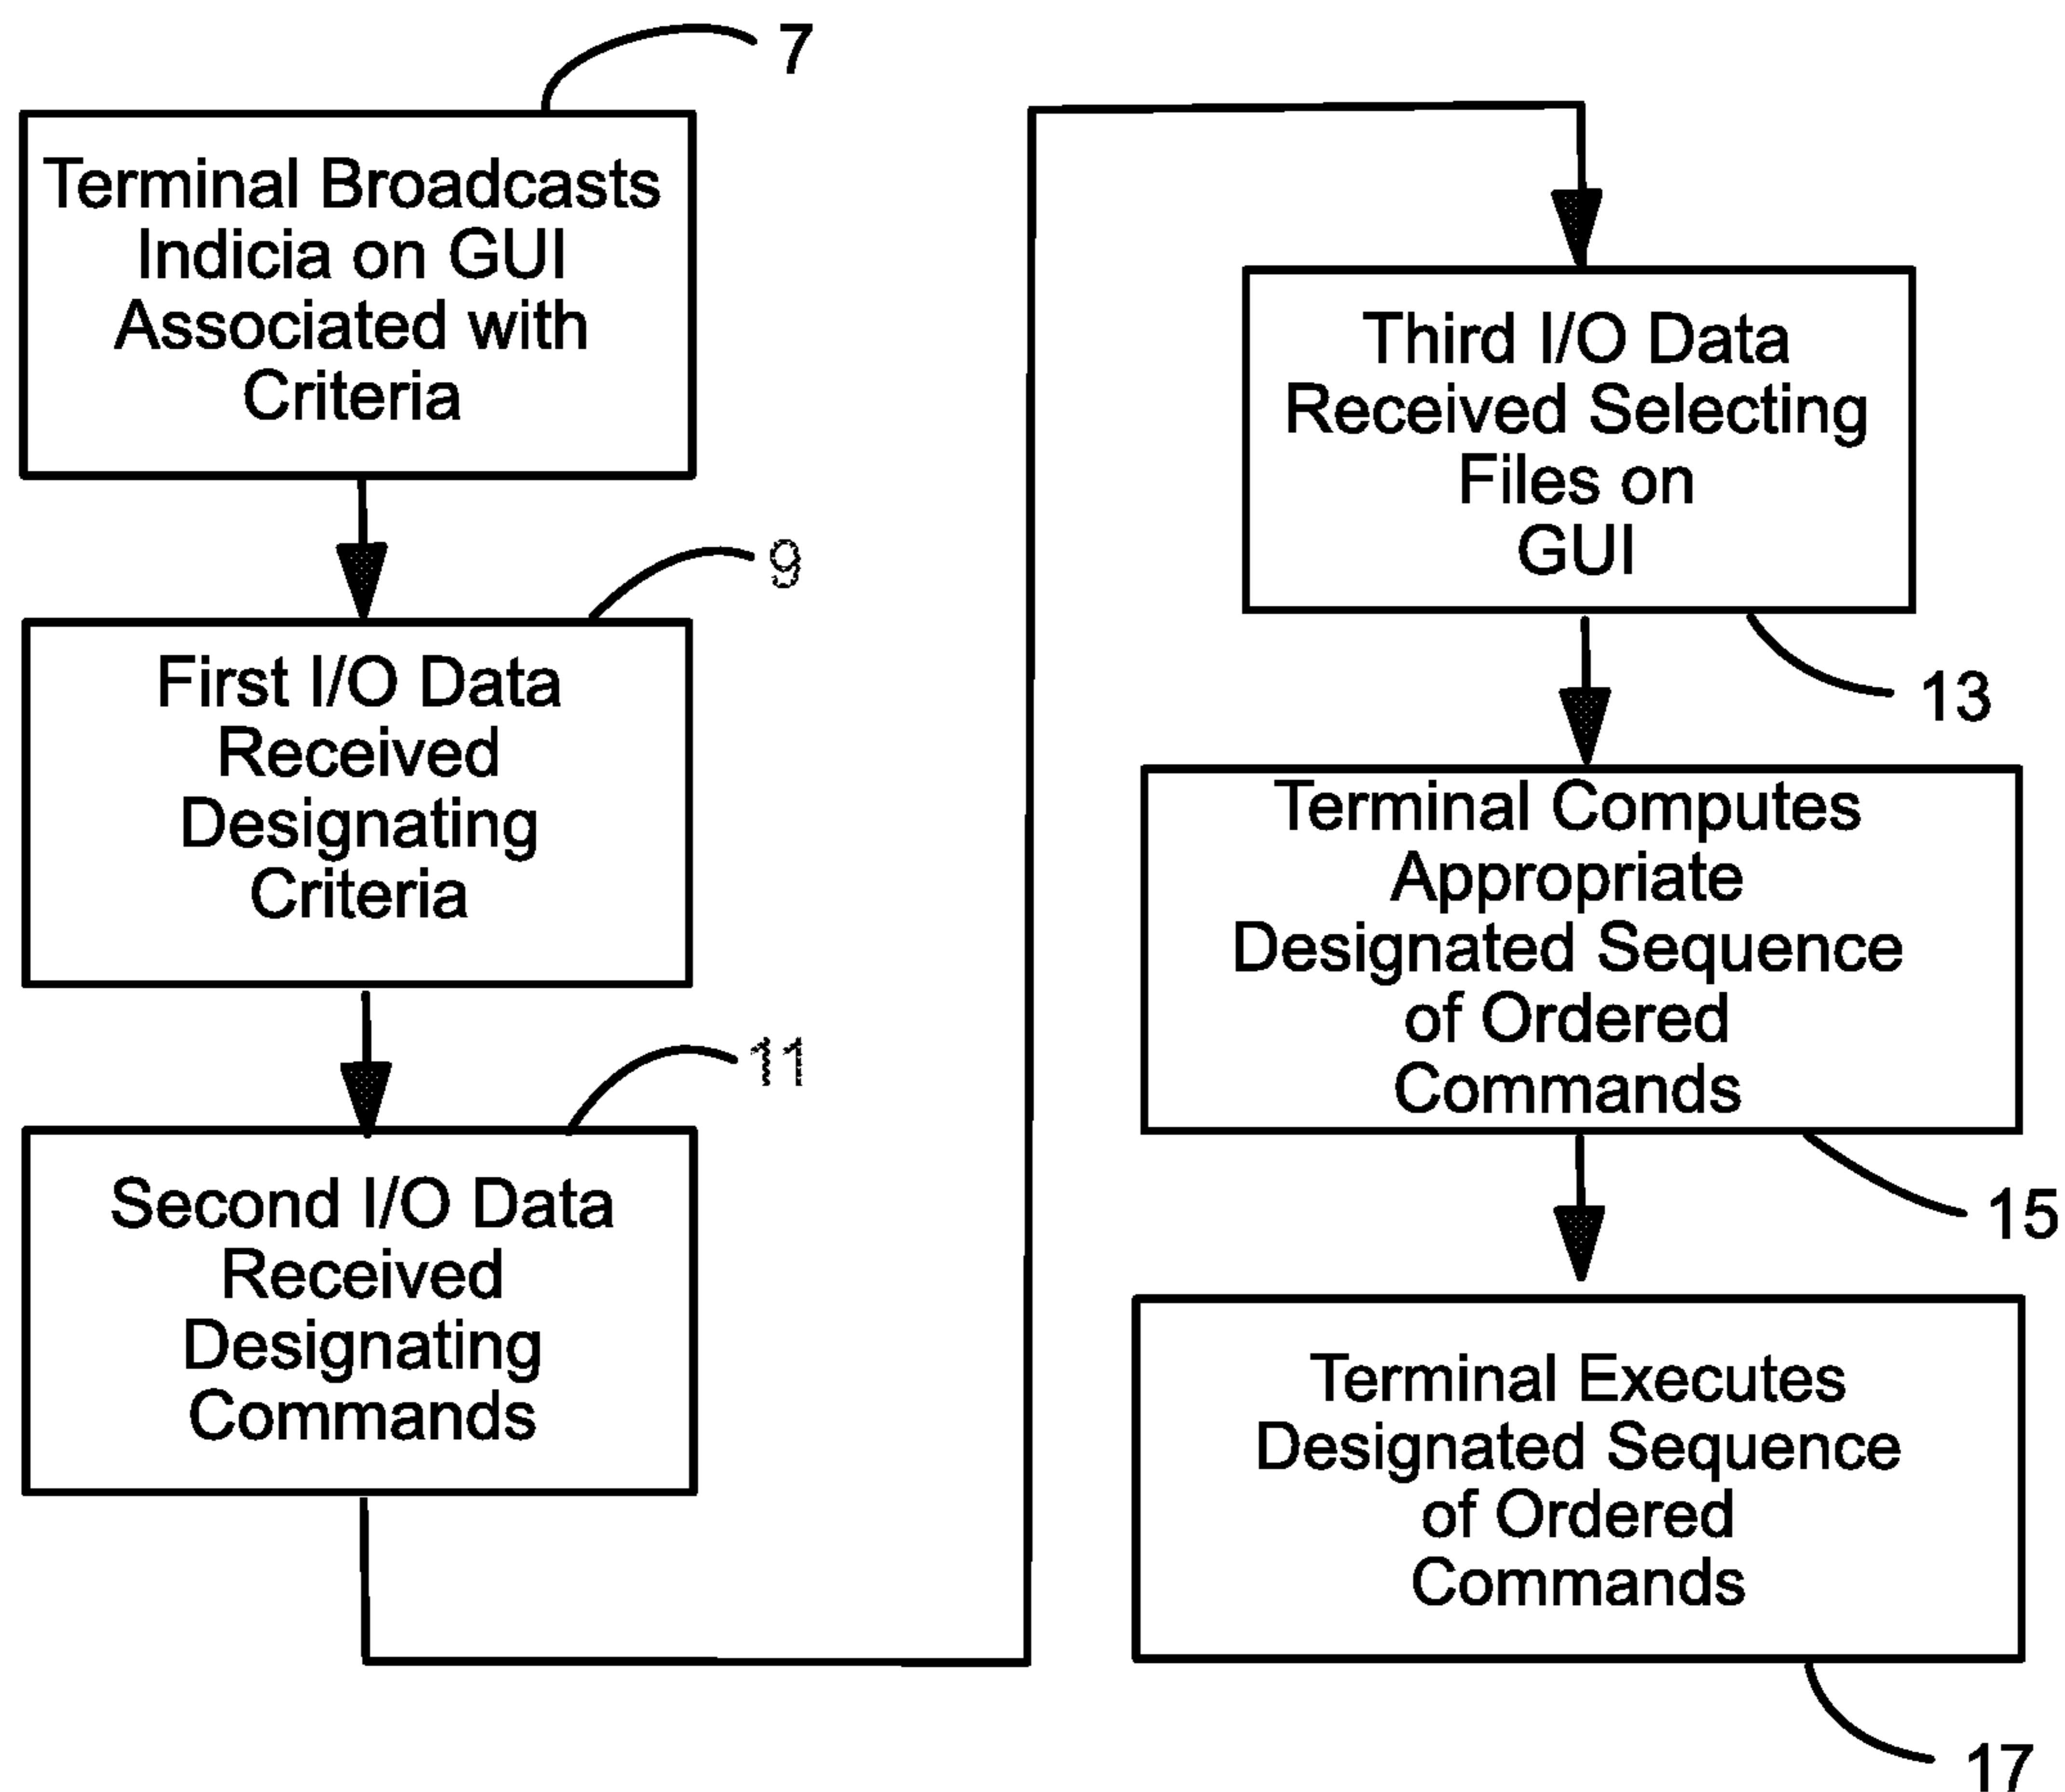 7
Terminal Broadcasts
Indicia on GUI
Associated with
Criteria
9
First I/O Data
Received
Designating
Criteria
11
Second I/O Data
Received
Designating
Commands
Third I/O Data
Received Selecting
Files on
GUI
13
Terminal Computes
Appropriate
Designated Sequence
of Ordered
Commands
15
Terminal Executes
Designated Sequence
of Ordered
Commands
17